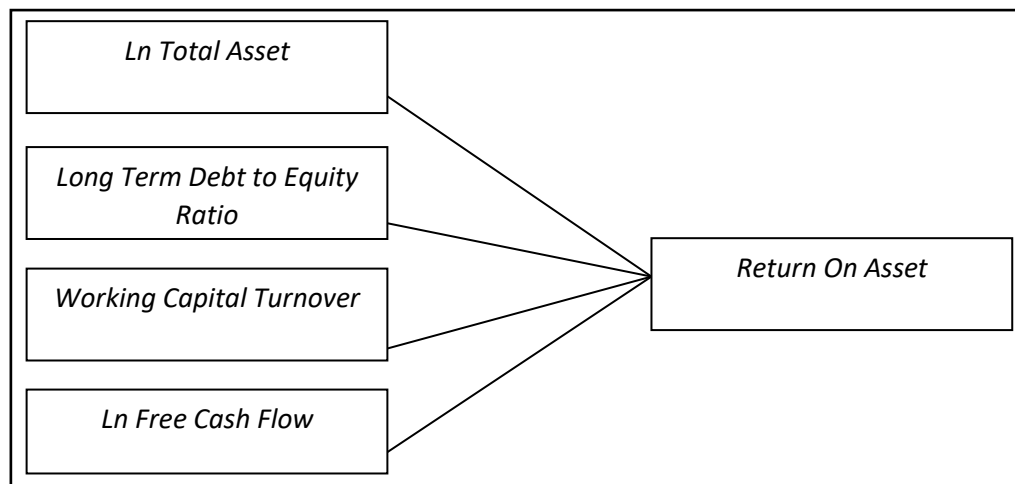 Ln Total Asset
Long Term Debt to Equity
Ratio
Working Capital Turnover
Ln Free Cash Flow
Return On Asset